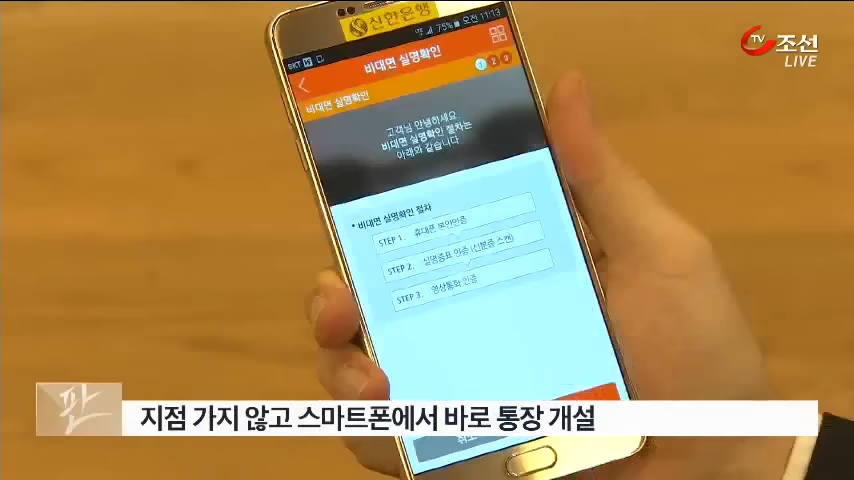 신한은행
75% 오전 11:13
SKT
비대면 실명확인
비대면 실명확인
1 2 3
고객님 안녕하세요
비대면 실명확인 절차는
아래와 같습니다
• 비대면 실명확인 절차
STEP 1. 휴대폰 본인인증
STEP 2. 실명증표 인증 (신분증 스캔)
STEP 3. 영상통화 인증
TV조선
LIVE
판
지점 가지 않고 스마트폰에서 바로 통장 개설